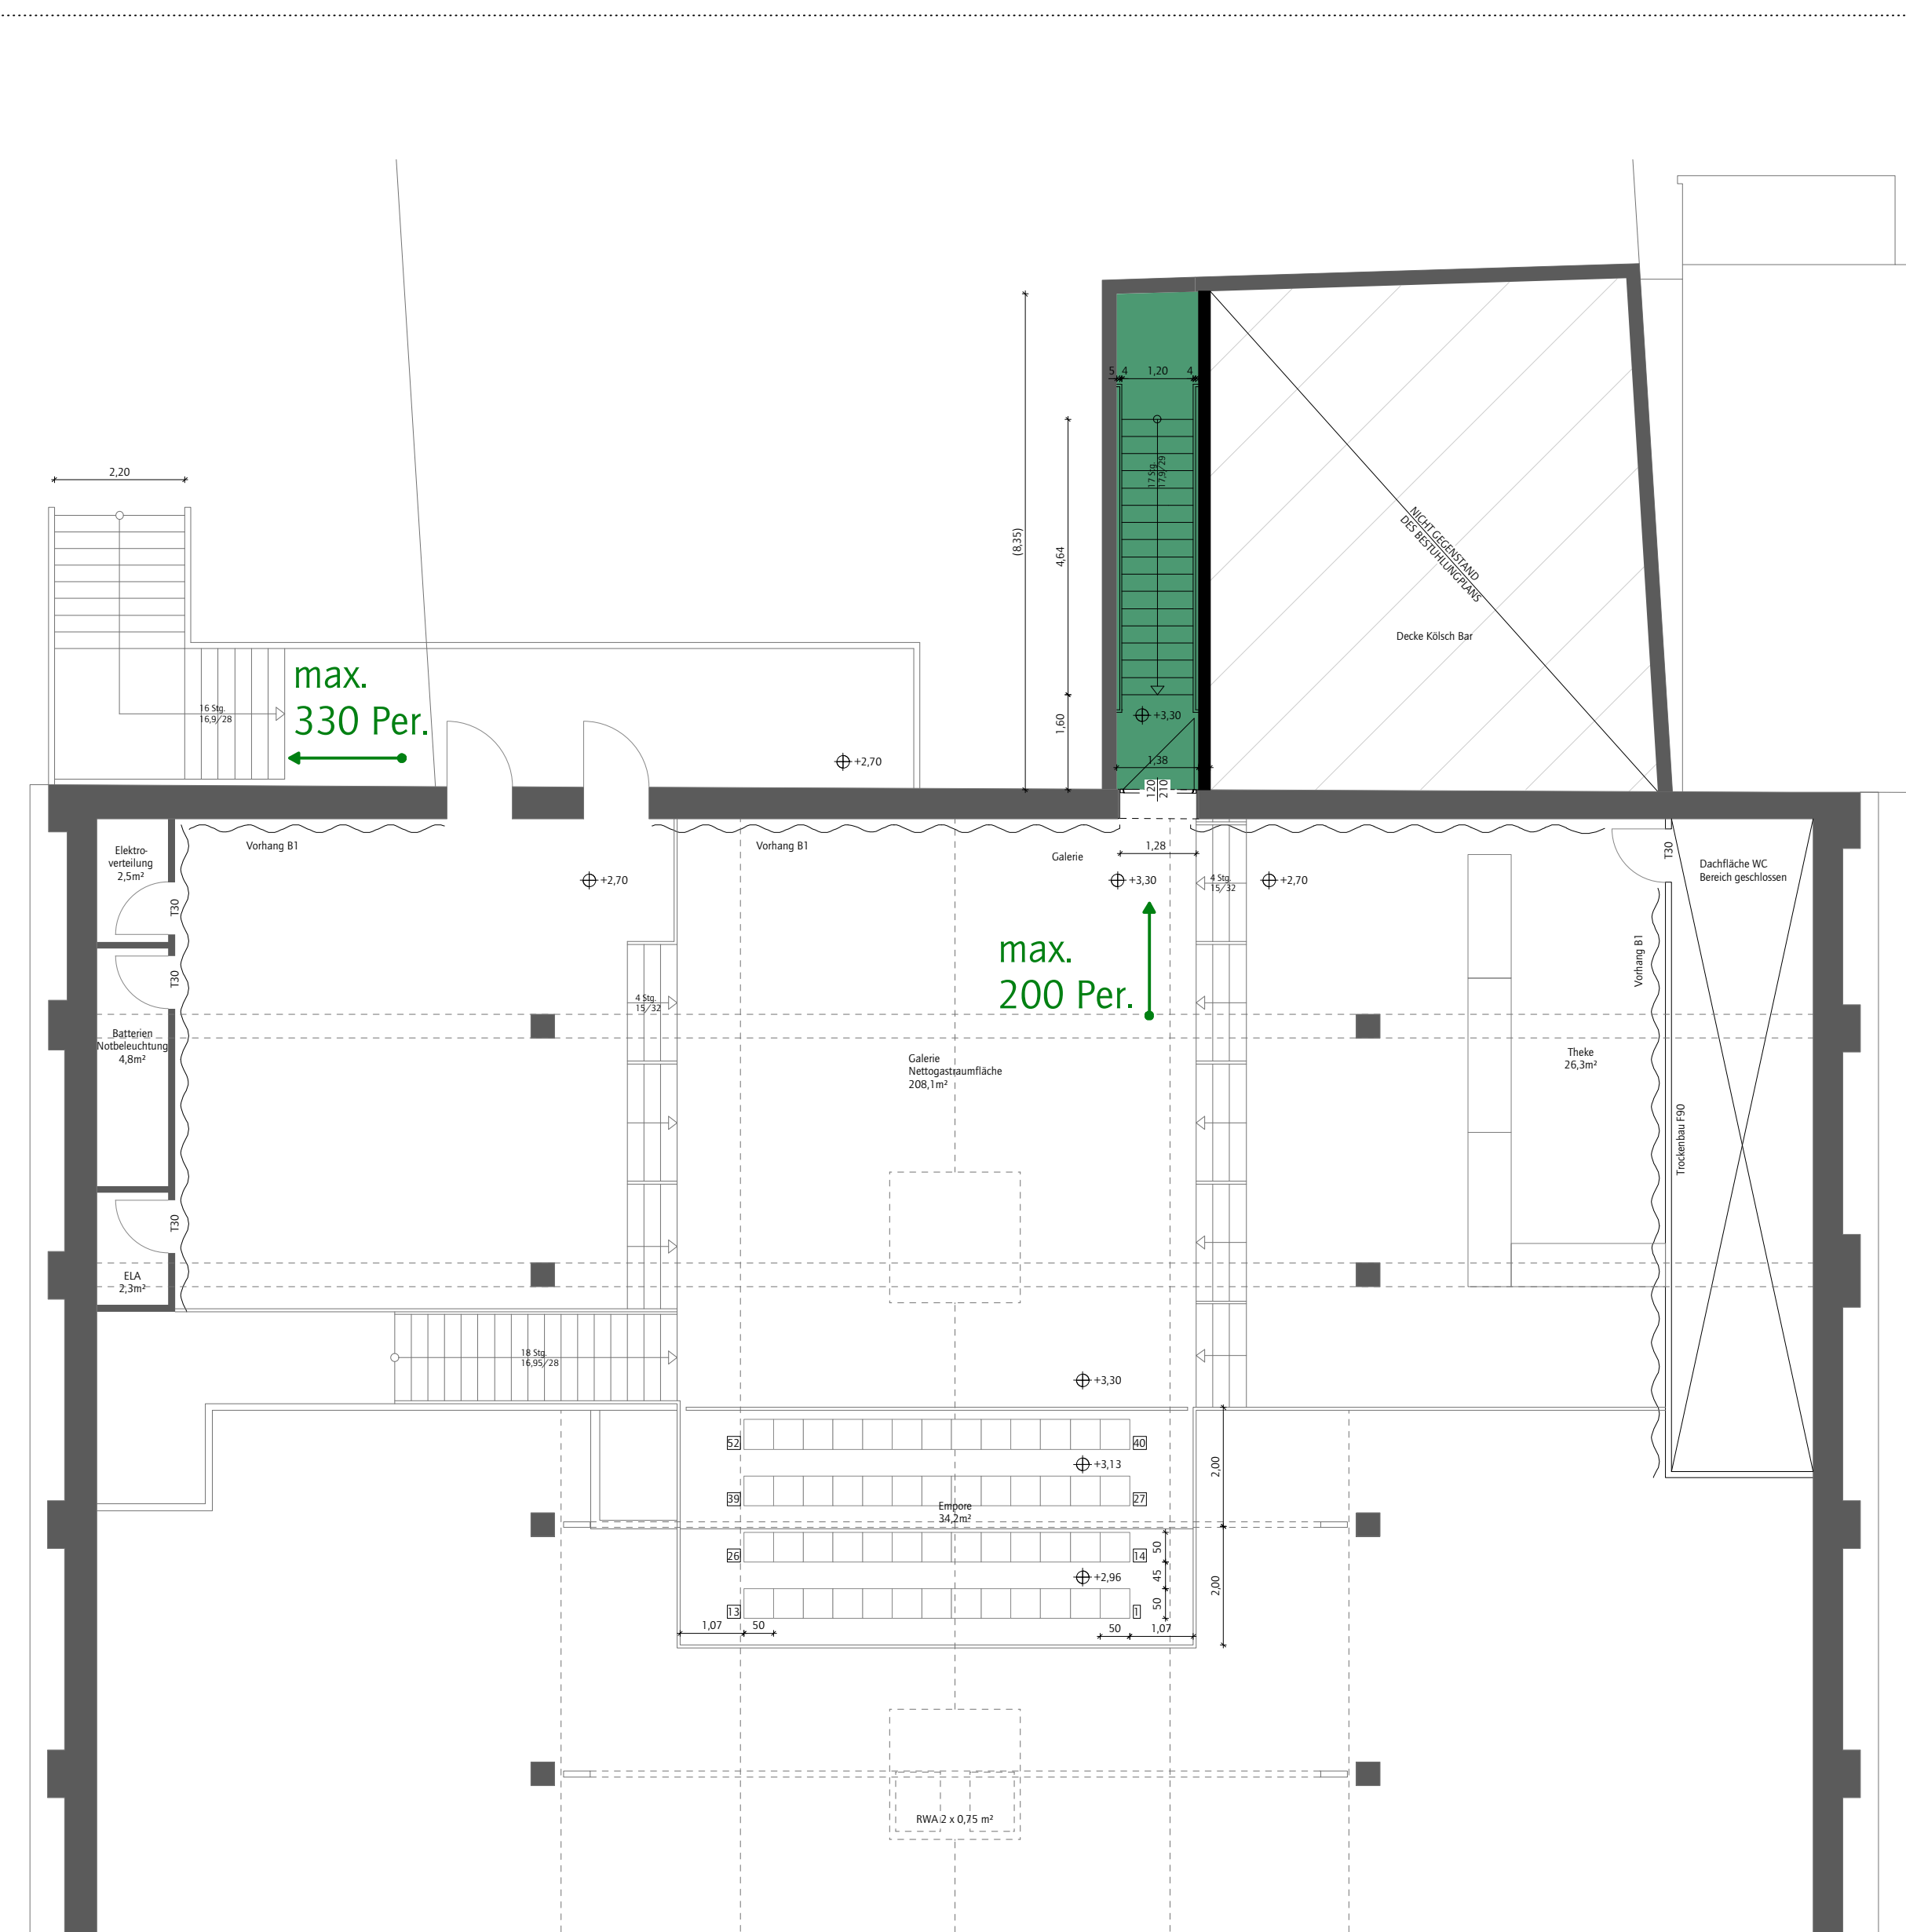 2,20
16 Stg.
16,9/28
max.
330 Per.
+2,70
(8,35)
4,64
1,60
5 4 1,20 4
17 Stg.
17,9/29
+3,30
1,38
120
210
NICHT GEGENSTAND
DES BESTUHLUNGPLANS
Decke Kölsch Bar
Elektro-
verteilung
2,5m²
T30
Vorhang B1
+2,70
Vorhang B1
Galerie
1,28
+3,30
4 Stg.
15/32
+2,70
T30
Dachfläche WC
Bereich geschlossen
max.
200 Per.
Vorhang B1
T30
4 Stg.
15/32
Batterien
Notbeleuchtung
4,8m²
Galerie
Nettogastraumfläche
208,1m²
Theke
26,3m²
Trockenbau F90
T30
ELA
2,3m²
18 Stg.
16,95/28
+3,30
52
40
+3,13
39
27
Empore
34,2m²
2,00
26
14
50
45
50
+2,96
2,00
13
1
1,07
50
50
1,07
RWA 2 x 0,75 m²